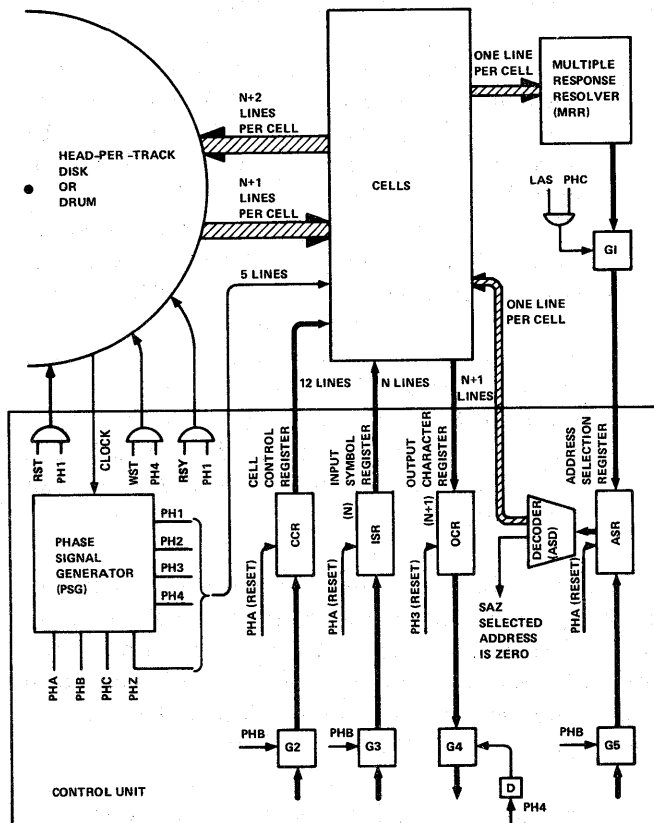 HEAD-PER -TRACK
DISK
OR
DRUM
N+2
LINES
PER CELL
N+1
LINES
PER CELL
CELLS
ONE LINE
PER CELL
MULTIPLE
RESPONSE
RESOLVER
(MRR)
LAS PHC
GI
5 LINES
ONE LINE
PER CELL
12 LINES
N LINES
N+1
LINES
RST
PH1
CLOCK
WST
PH4
RSY
PH1
CELL
CONTROL
REGISTER
INPUT
SYMBOL
REGISTER
(N)
OUTPUT
CHARACTER
REGISTER
(N+1)
ADDRESS
SELECTION
REGISTER
PHASE
SIGNAL
GENERATOR
(PSG)
PH1
PH2
PH3
PH4
PHA
PHB
PHC
PHZ
CCR
ISR
OCR
DECODER
(ASD)
ASR
PHA (RESET)
PHA (RESET)
PH3 (RESET)
PHA (RESET)
SAZ
SELECTED
ADDRESS
IS ZERO
PHB
G2
PHB
G3
G4
PHB
G5
D
PH4
CONTROL UNIT